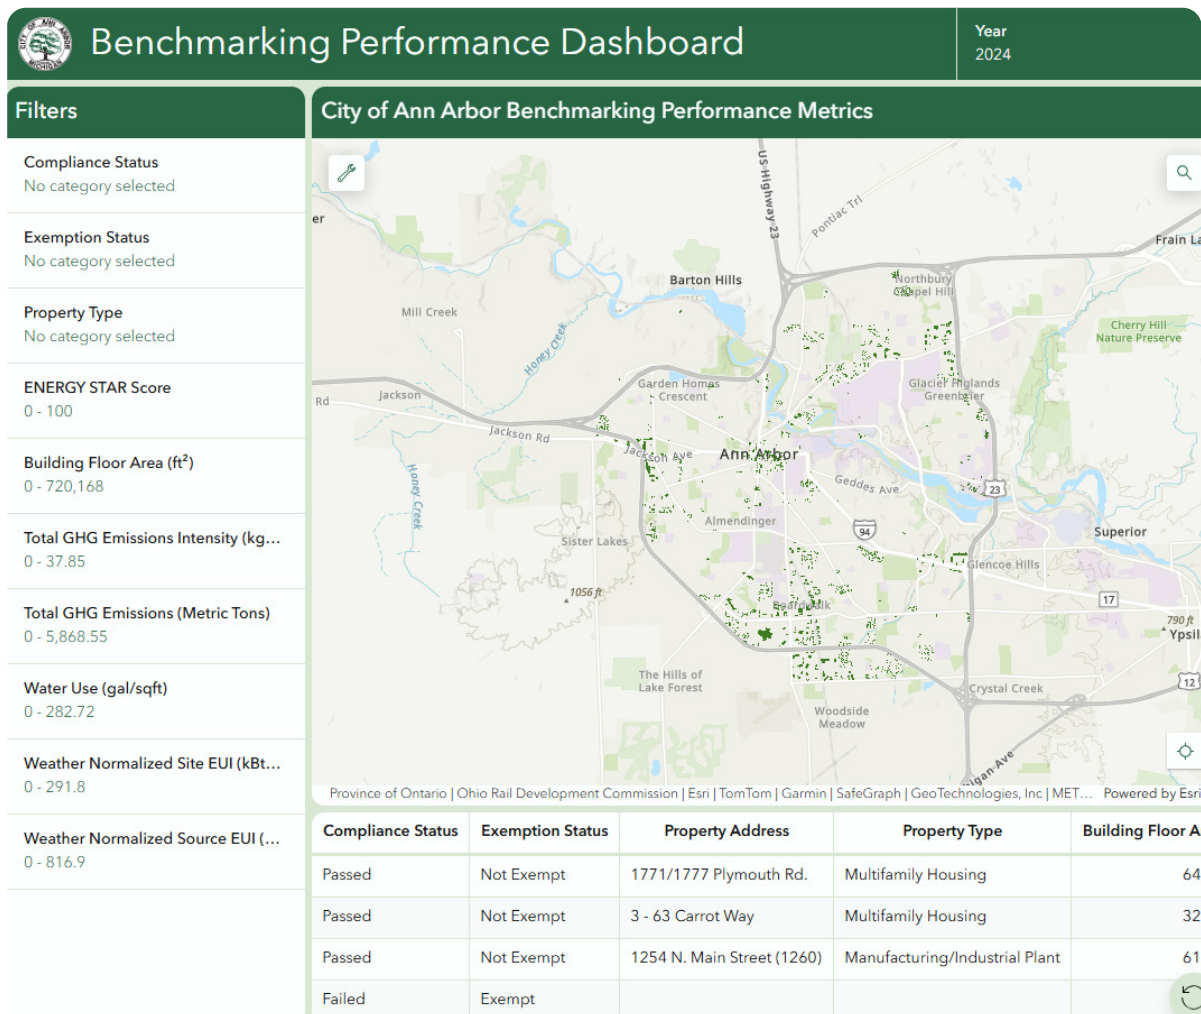 CITY OF ANN ARBOR
MICHIGAN
Benchmarking Performance Dashboard
Year
2024
Filters
Compliance Status
No category selected
Exemption Status
No category selected
Property Type
No category selected
ENERGY STAR Score
0 - 100
Building Floor Area (ft²)
0 - 720,168
Total GHG Emissions Intensity (kg...
0 - 37.85
Total GHG Emissions (Metric Tons)
0 - 5,868.55
Water Use (gal/sqft)
0 - 282.72
Weather Normalized Site EUI (kBt...
0 - 291.8
Weather Normalized Source EUI (...
0 - 816.9
City of Ann Arbor Benchmarking Performance Metrics
US Highway 23
Pontiac Trl
er
Frain La
Barton Hills
Northbury
Chapel Hill
Mill Creek
Honey Creek
Cherry Hill
Nature Preserve
Garden Homes
Crescent
Glacier Highlands
Greenbrier
Rd
Jackson
Jackson Rd
Jackson Ave
Ann Arbor
Honey Creek
Geddes Ave
23
Almendinger
94
Superior
Sister Lakes
Glencoe Hills
1056 ft
17
Boardwalk
790 ft
Ypsil
The Hills of
Lake Forest
Crystal Creek
12
Woodside
Meadow
igan Ave
Province of Ontario | Ohio Rail Development Commission | Esri | TomTom | Garmin | SafeGraph | GeoTechnologies, Inc | MET...
Powered by Esri
Compliance Status Exemption Status Property Address Property Type Building Floor A
Passed Not Exempt 1771/1777 Plymouth Rd. Multifamily Housing 64
Passed Not Exempt 3 - 63 Carrot Way Multifamily Housing 32
Passed Not Exempt 1254 N. Main Street (1260) Manufacturing/Industrial Plant 61
Failed Exempt